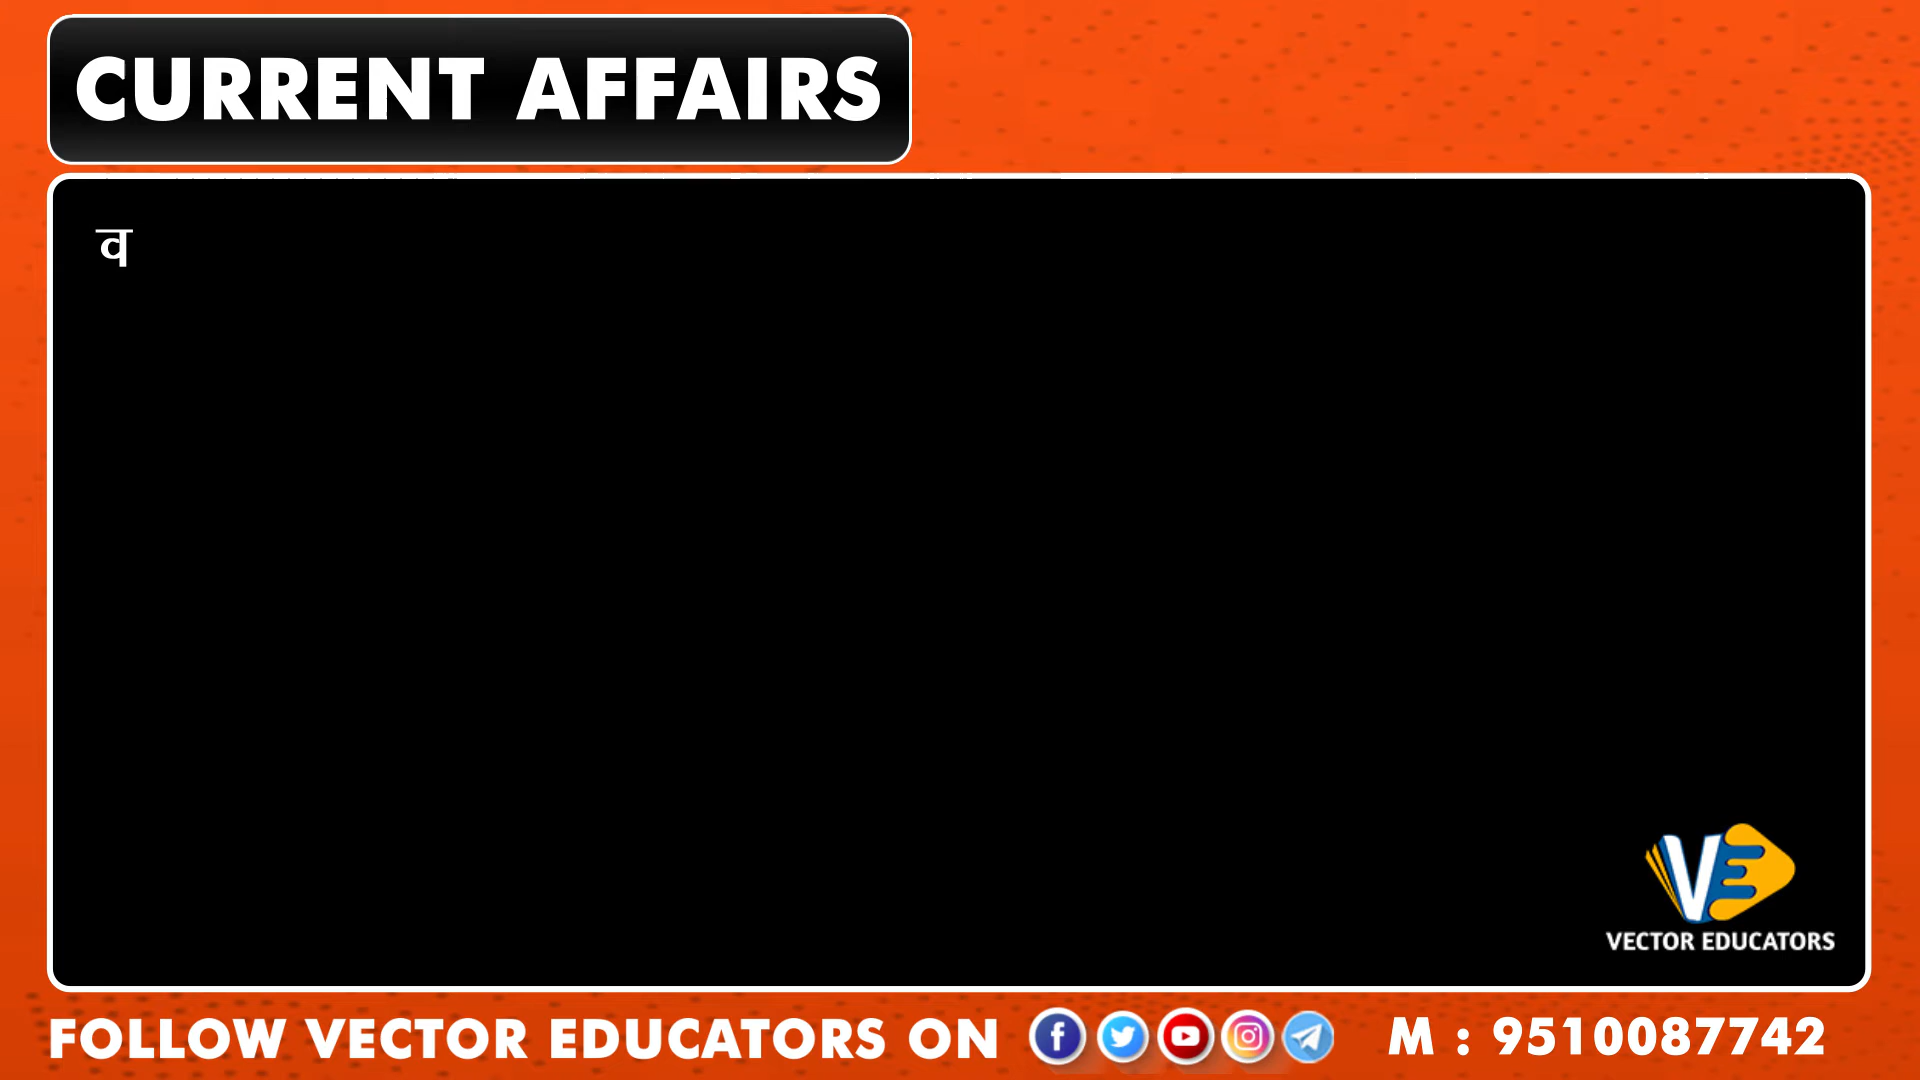 CURRENT AFFAIRS
व
VECTOR EDUCATORS
FOLLOW VECTOR EDUCATORS ON M : 9510087742